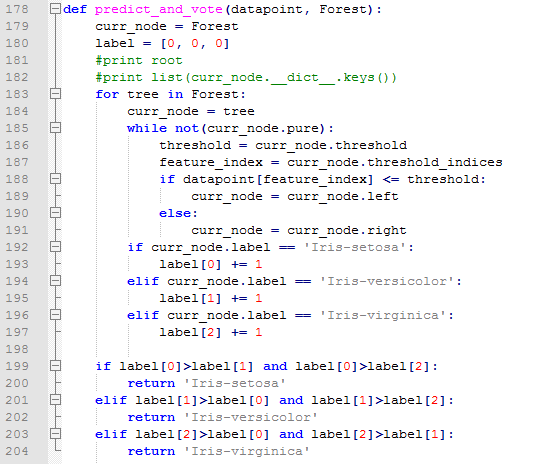 178 def predict_and_vote(datapoint, Forest):
179     curr_node = Forest
180     label = [0, 0, 0]
181     #print root
182     #print list(curr_node.__dict__.keys())
183     for tree in Forest:
184         curr_node = tree
185         while not(curr_node.pure):
186             threshold = curr_node.threshold
187             feature_index = curr_node.threshold_indices
188             if datapoint[feature_index] <= threshold:
189                 curr_node = curr_node.left
190             else:
191                 curr_node = curr_node.right
192         if curr_node.label == 'Iris-setosa':
193             label[0] += 1
194         elif curr_node.label == 'Iris-versicolor':
195             label[1] += 1
196         elif curr_node.label == 'Iris-virginica':
197             label[2] += 1
198
199     if label[0]>label[1] and label[0]>label[2]:
200         return 'Iris-setosa'
201     elif label[1]>label[0] and label[1]>label[2]:
202         return 'Iris-versicolor'
203     elif label[2]>label[0] and label[2]>label[1]:
204         return 'Iris-virginica'